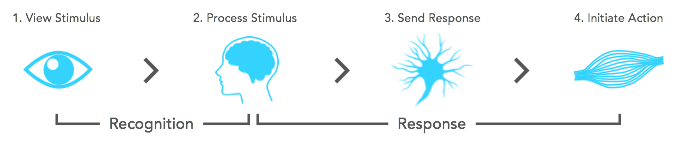 1. View Stimulus
2. Process Stimulus
3. Send Response
4. Initiate Action
Recognition
Response